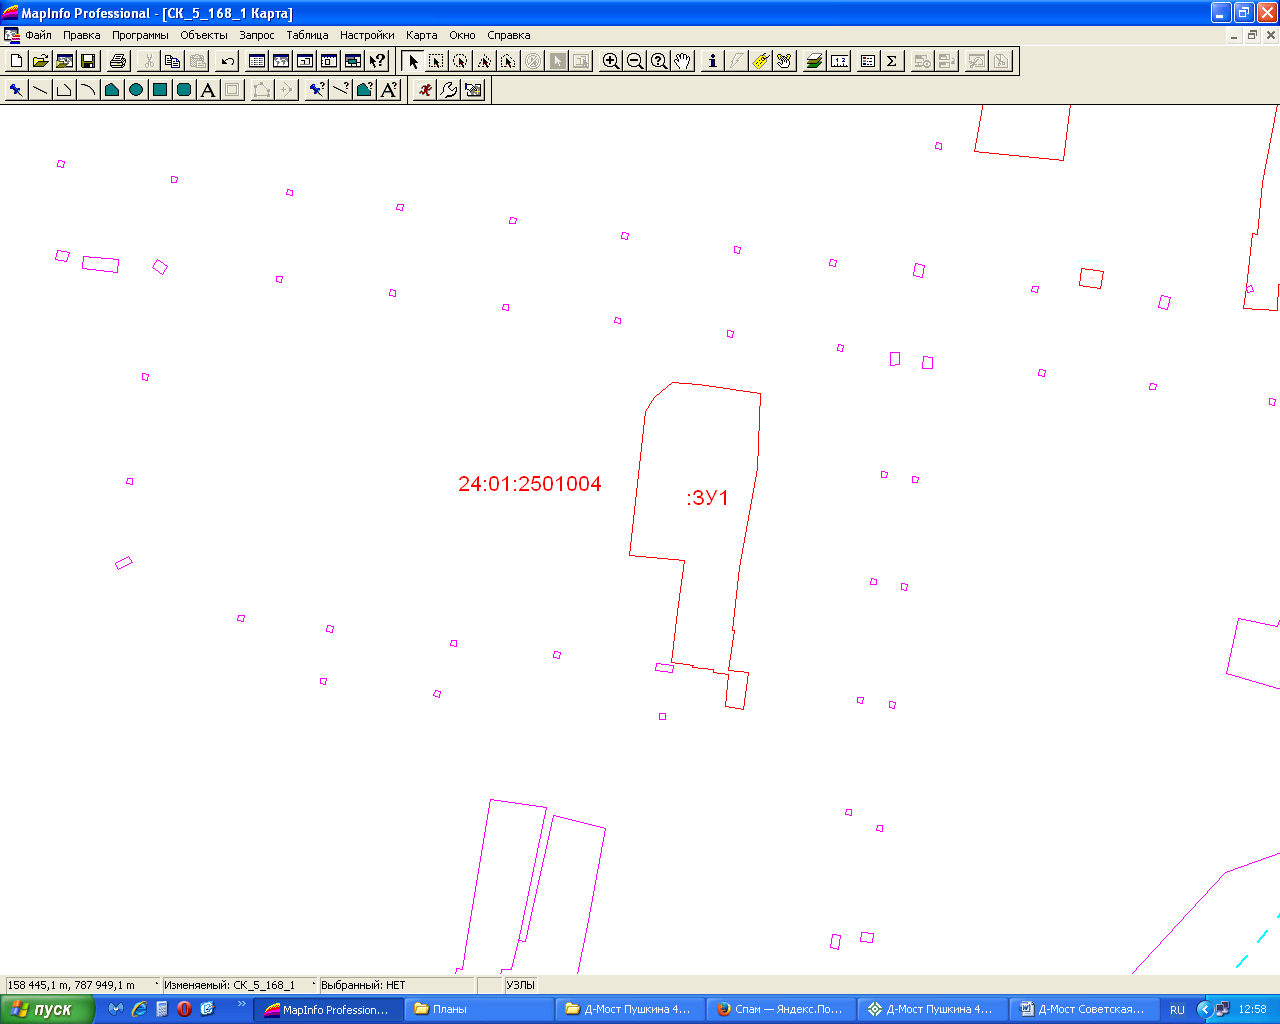 MapInfo Professional - [СК_5_168_1 Карта]
Файл Правка Программы Объекты Запрос Таблица Настройки Карта Окно Справка
24:01:2501004
:ЗУ1
158 445,1 m, 787 949,1 m Изменяемый: СК_5_168_1 Выбранный: НЕТ УЗЛЫ
пуск MapInfo Profession... Планы Д-Мост Пушкина 4... Спам — Яндекс.По... Д-Мост Пушкина 4... Д-Мост Советская... RU 12:58